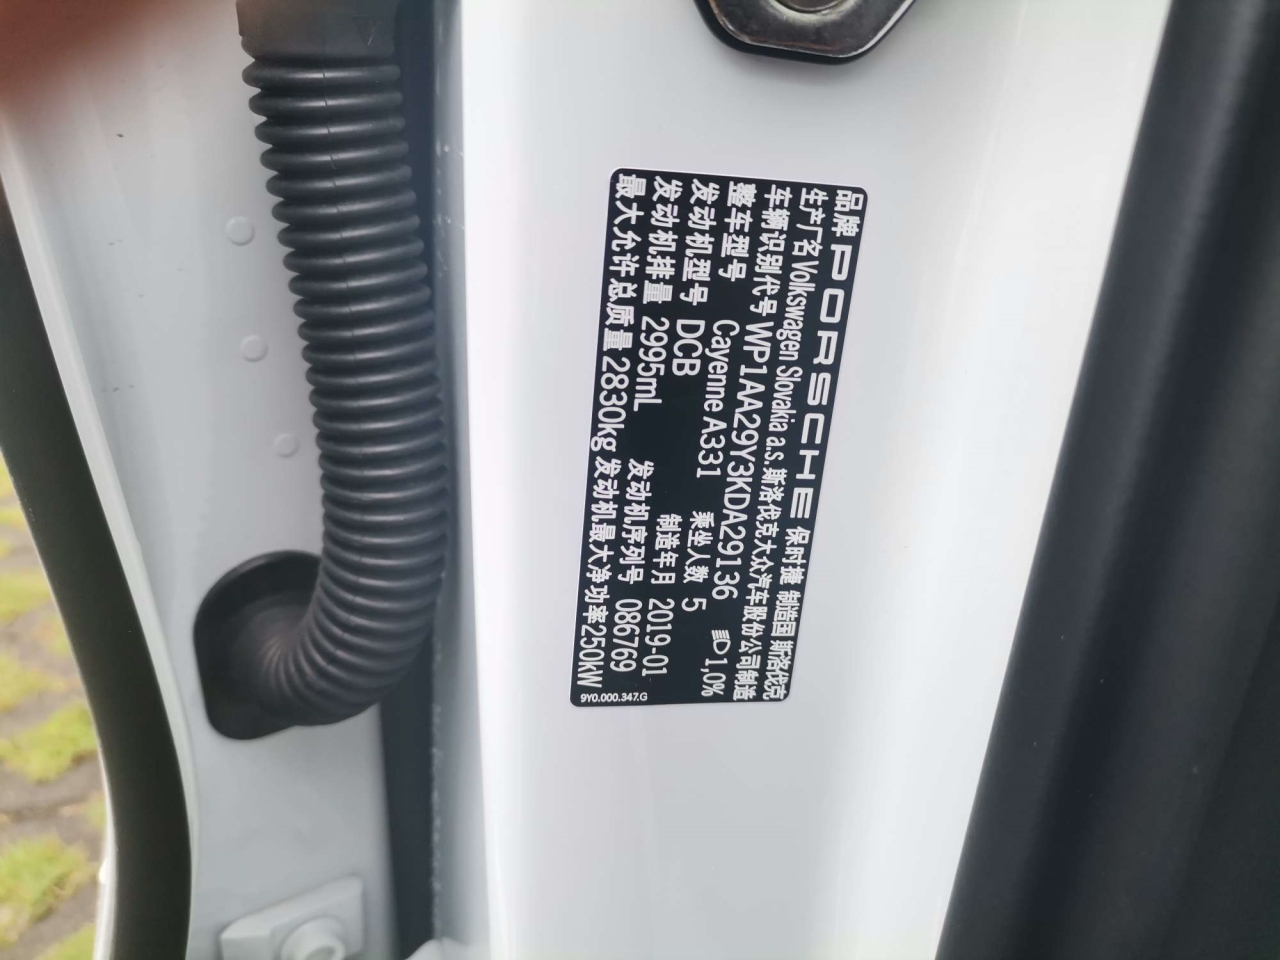 品牌 PORSCHE 保时捷 制造国 斯洛伐克
生产厂名 Volkswagen Slovakia a.s.斯洛伐克大众汽车股份公司制造
车辆识别代号 WP1AA29Y3KDA29136 1,0%
整车型号 Cayenne A331 乘坐人数 5
发动机型号 DCB 制造年月 2019-01
发动机排量 2995mL 发动机序列号 086769
最大允许总质量 2830kg 发动机最大净功率250kW
9Y0.000.347.G